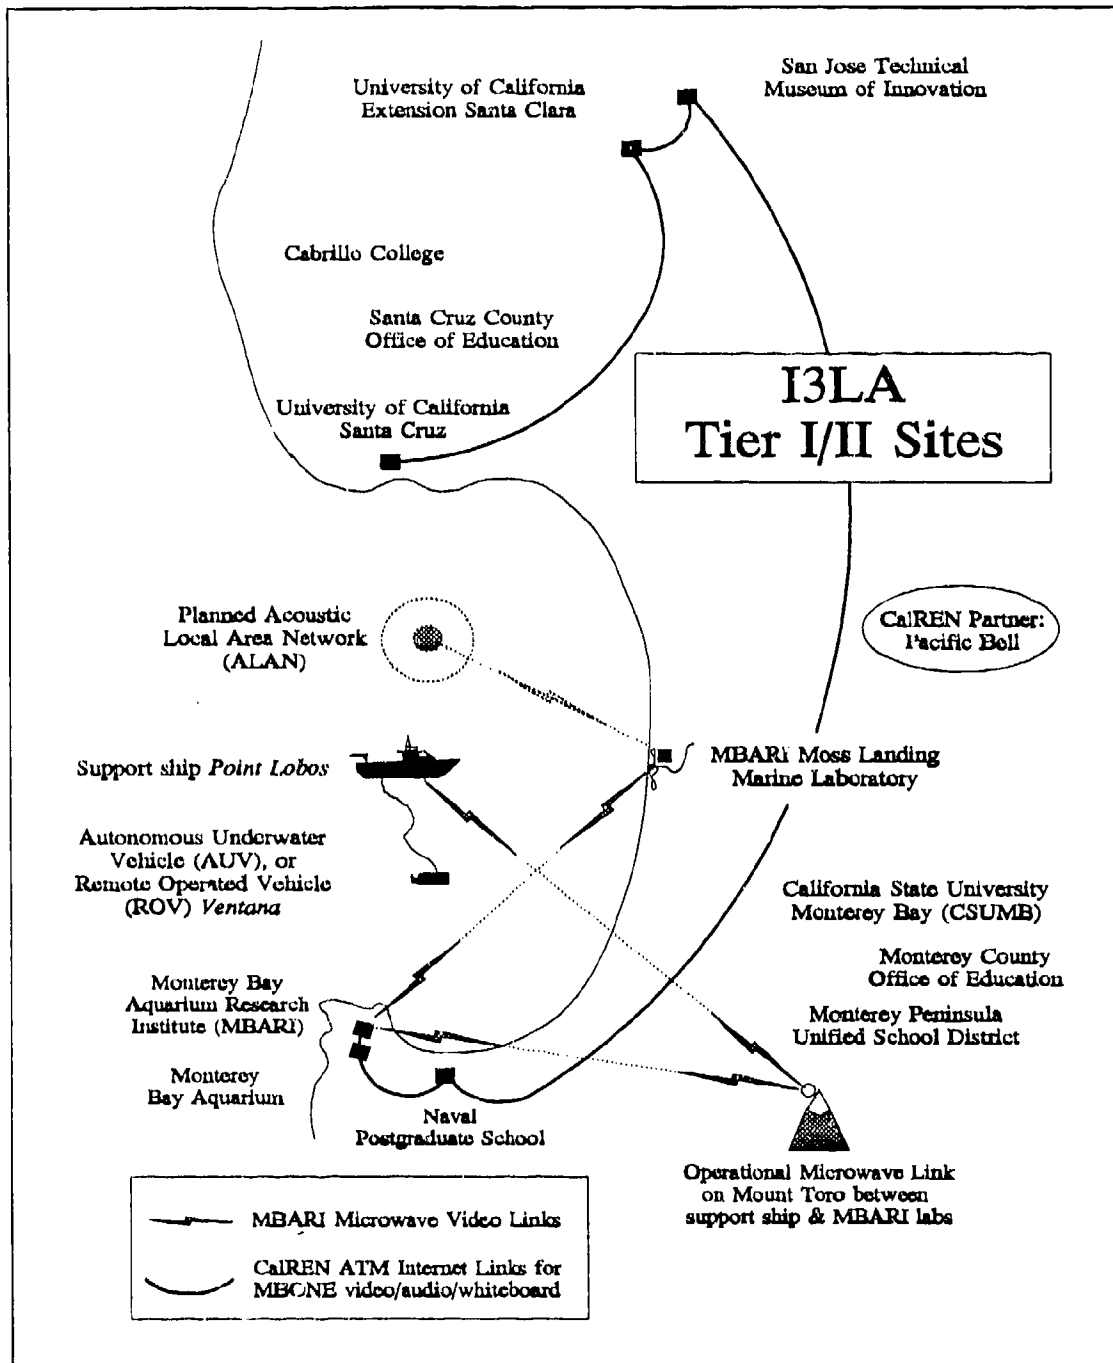 San Jose Technical
Museum of Innovation
University of California
Extension Santa Clara
Cabrillo College
Santa Cruz County
Office of Education
University of California
Santa Cruz
I3LA
Tier I/II Sites
Planned Acoustic
Local Area Network
(ALAN)
CalREN Partner:
Pacific Bell
Support ship Point Lobos
MBARI Moss Landing
Marine Laboratory
Autonomous Underwater
Vehicle (AUV), or
Remote Operated Vehicle
(ROV) Ventana
California State University
Monterey Bay (CSUMB)
Monterey County
Office of Education
Monterey Peninsula
Unified School District
Monterey Bay
Aquarium Research
Institute (MBARI)
Monterey
Bay Aquarium
Naval
Postgraduate School
Operational Microwave Link
on Mount Toro between
support ship & MBARI labs
MBARI Microwave Video Links
CalREN ATM Internet Links for
MBONE video/audio/whiteboard